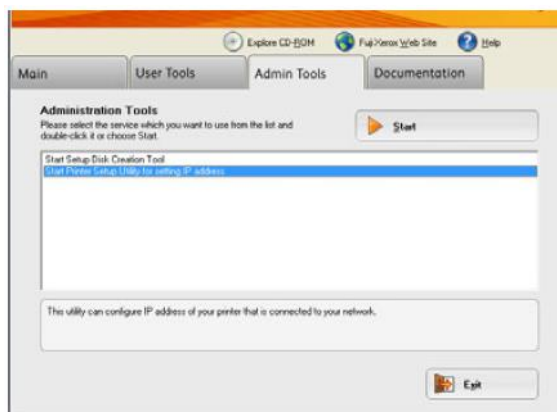 Explore CD-ROM Fuji Xerox Web Site Help
Main User Tools Admin Tools Documentation
Administration Tools
Please select the service which you want to use from the list and
double-click it or choose Start.
Start
Start Setup Disk Creation Tool
Start Printer Setup Utility for setting IP address
This utility can configure IP address of your printer that is connected to your network.
Exit